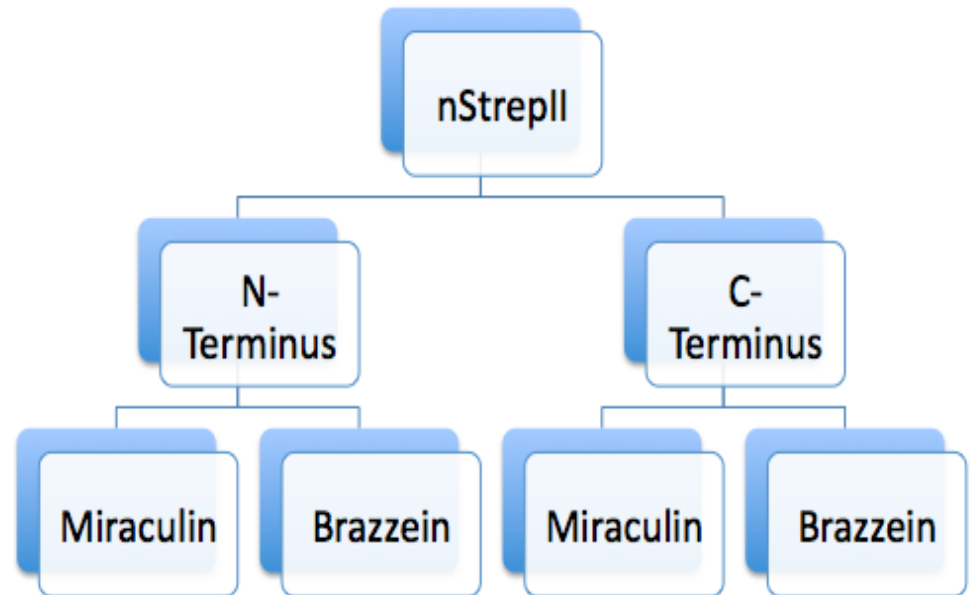 nStrepII
N-
Terminus
C-
Terminus
Miraculin
Brazzein
Miraculin
Brazzein